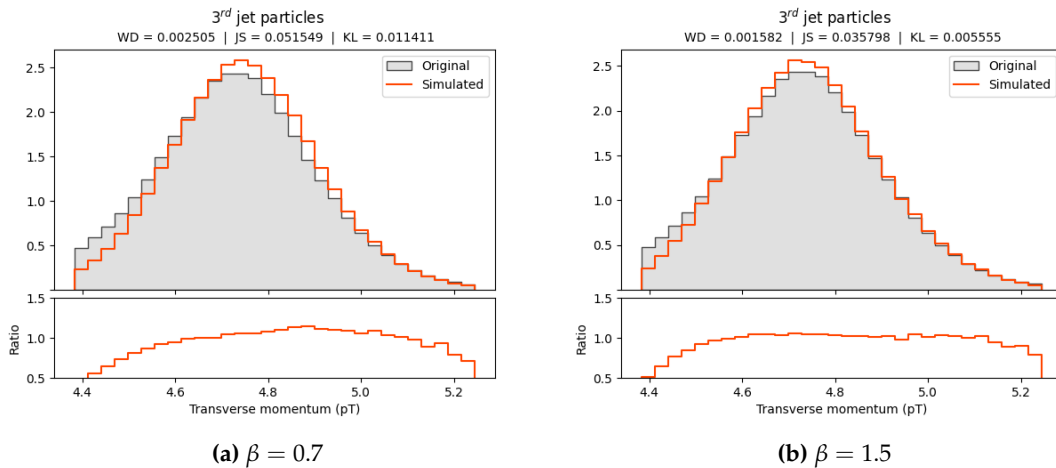 3rd jet particles
WD = 0.002505 | JS = 0.051549 | KL = 0.011411
2.5
2.0
1.5
1.0
0.5
Original
Simulated
1.5
1.0
0.5
Ratio
4.4 4.6 4.8 5.0 5.2
Transverse momentum (pT)
(a) β = 0.7
3rd jet particles
WD = 0.001582 | JS = 0.035798 | KL = 0.005555
2.5
2.0
1.5
1.0
0.5
Original
Simulated
1.5
1.0
0.5
Ratio
4.4 4.6 4.8 5.0 5.2
Transverse momentum (pT)
(b) β = 1.5